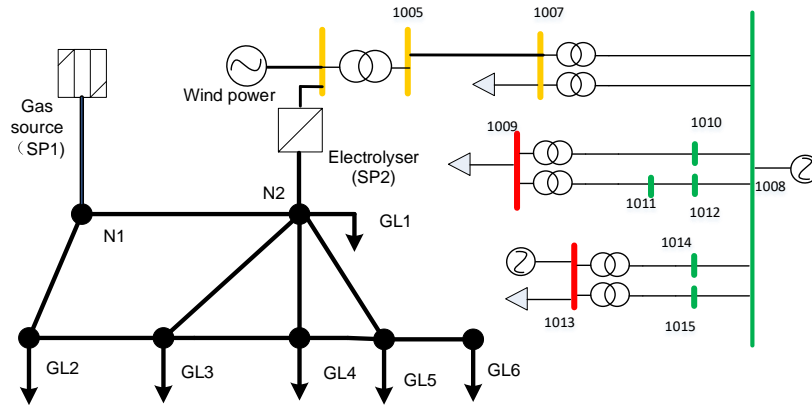 1005
1007
Wind power
Gas
source
（SP1）
Electrolyser
(SP2)
1009
1010
1008
1011
1012
N2
GL1
N1
1014
1013
1015
GL2
GL3
GL4
GL5
GL6